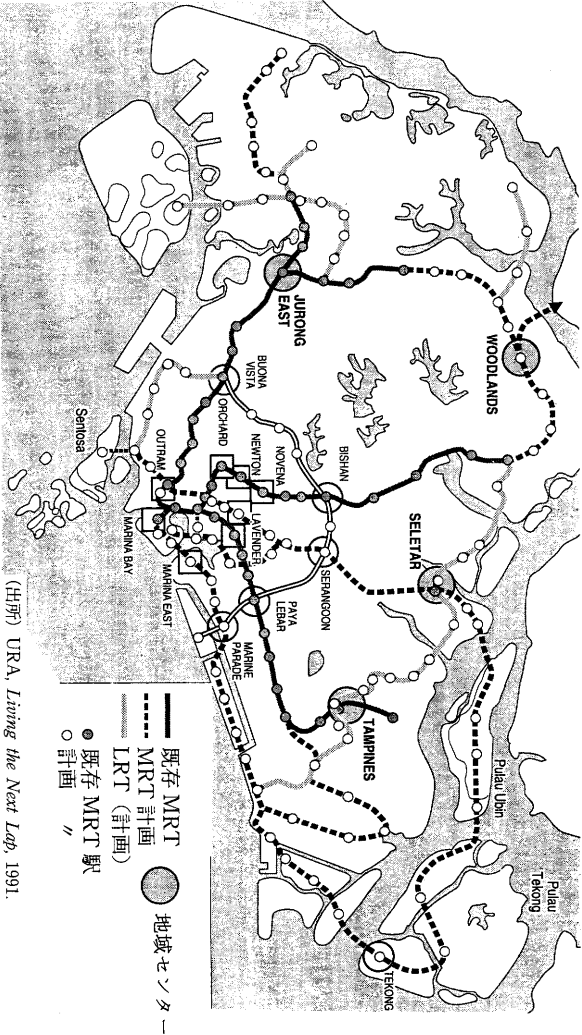 WOODLANDS
JURONG
EAST
BUONA
VISTA
ORCHARD
NEWTON
NOVENA
BISHAN
OUTRAM
LAVENDER
SERANGOON
SELETAR
Sentosa
MARINA BAY
MARINA EAST
PAYA
LEBAR
MARINE
PARADE
TAMPINES
Pulau Ubin
Pulau
Tekong
TEKONG
既存 MRT
MRT 計画
LRT (計画)
既存 MRT 駅
計画 〃
地域センター
(出所) URA, Living the Next Lap, 1991.